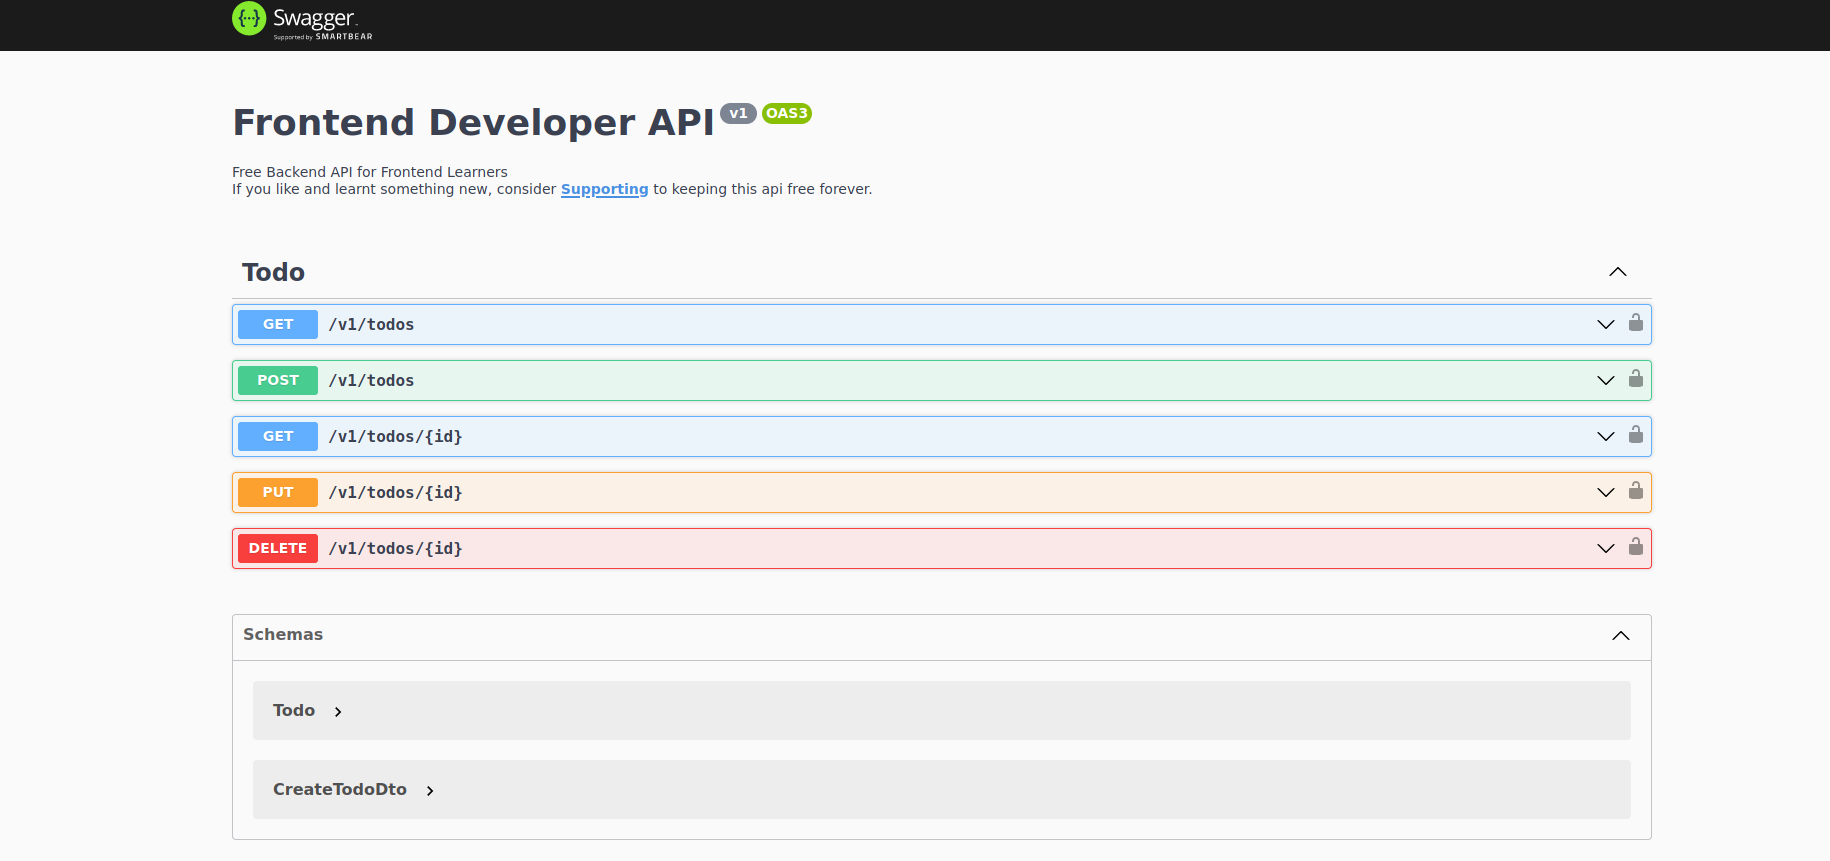 {···} Swagger.
Supported by SMARTBEAR
Frontend Developer API v1 OAS3
Free Backend API for Frontend Learners
If you like and learnt something new, consider Supporting to keeping this api free forever.
Todo
GET /v1/todos
POST /v1/todos
GET /v1/todos/{id}
PUT /v1/todos/{id}
DELETE /v1/todos/{id}
Schemas
Todo
CreateTodoDto